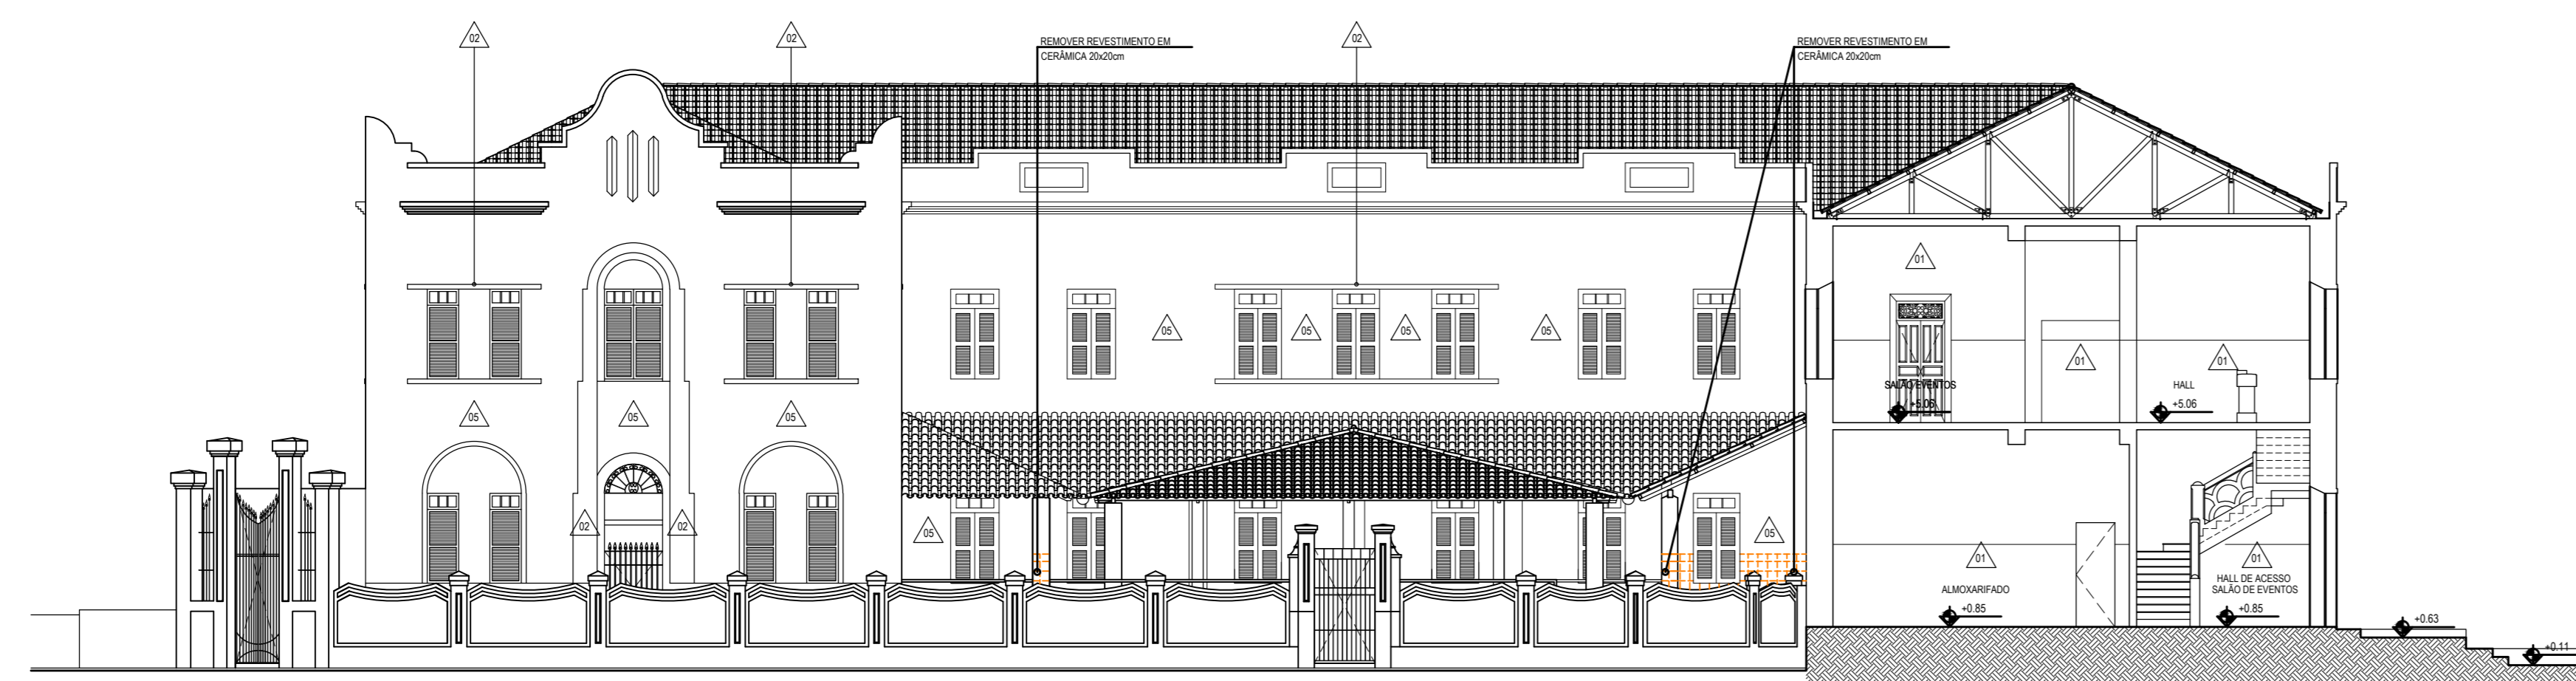 02
02
02
REMOVER REVESTIMENTO EM
CERÂMICA 20x20cm
REMOVER REVESTIMENTO EM
CERÂMICA 20x20cm
01
05
05
05
05
01
01
SALÃO EVENTOS
+5.06
HALL
+5.06
05
05
05
02
02
05
05
01
ALMOXARIFADO
+0.85
01
HALL DE ACESSO
SALÃO DE EVENTOS
+0.85
+0.63
+0.11